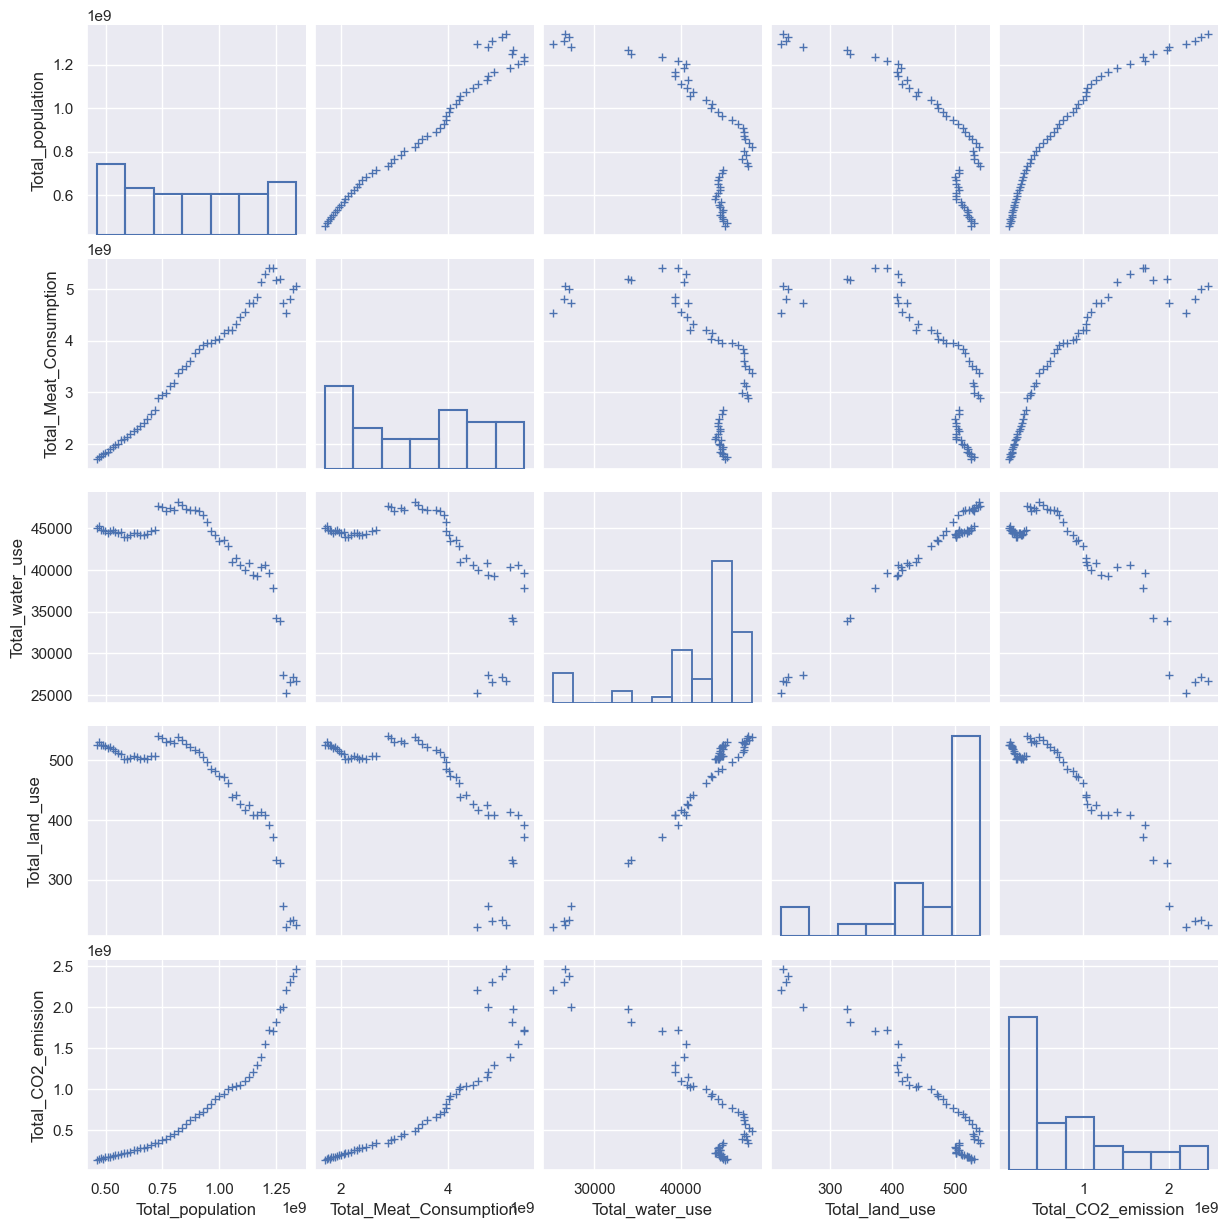 1e9
Total_population
1.2
1.0
0.8
0.6
1e9
Total_Meat_Consumption
5
4
3
2
Total_water_use
45000
40000
35000
30000
25000
Total_land_use
500
400
300
1e9
Total_CO2_emission
2.5
2.0
1.5
1.0
0.5
0.50 0.75 1.00 1.25 2 4 30000 40000 300 400 500 1 2
Total_population 1e9 Total_Meat_Consumption 1e9 Total_water_use Total_land_use Total_CO2_emission 1e9